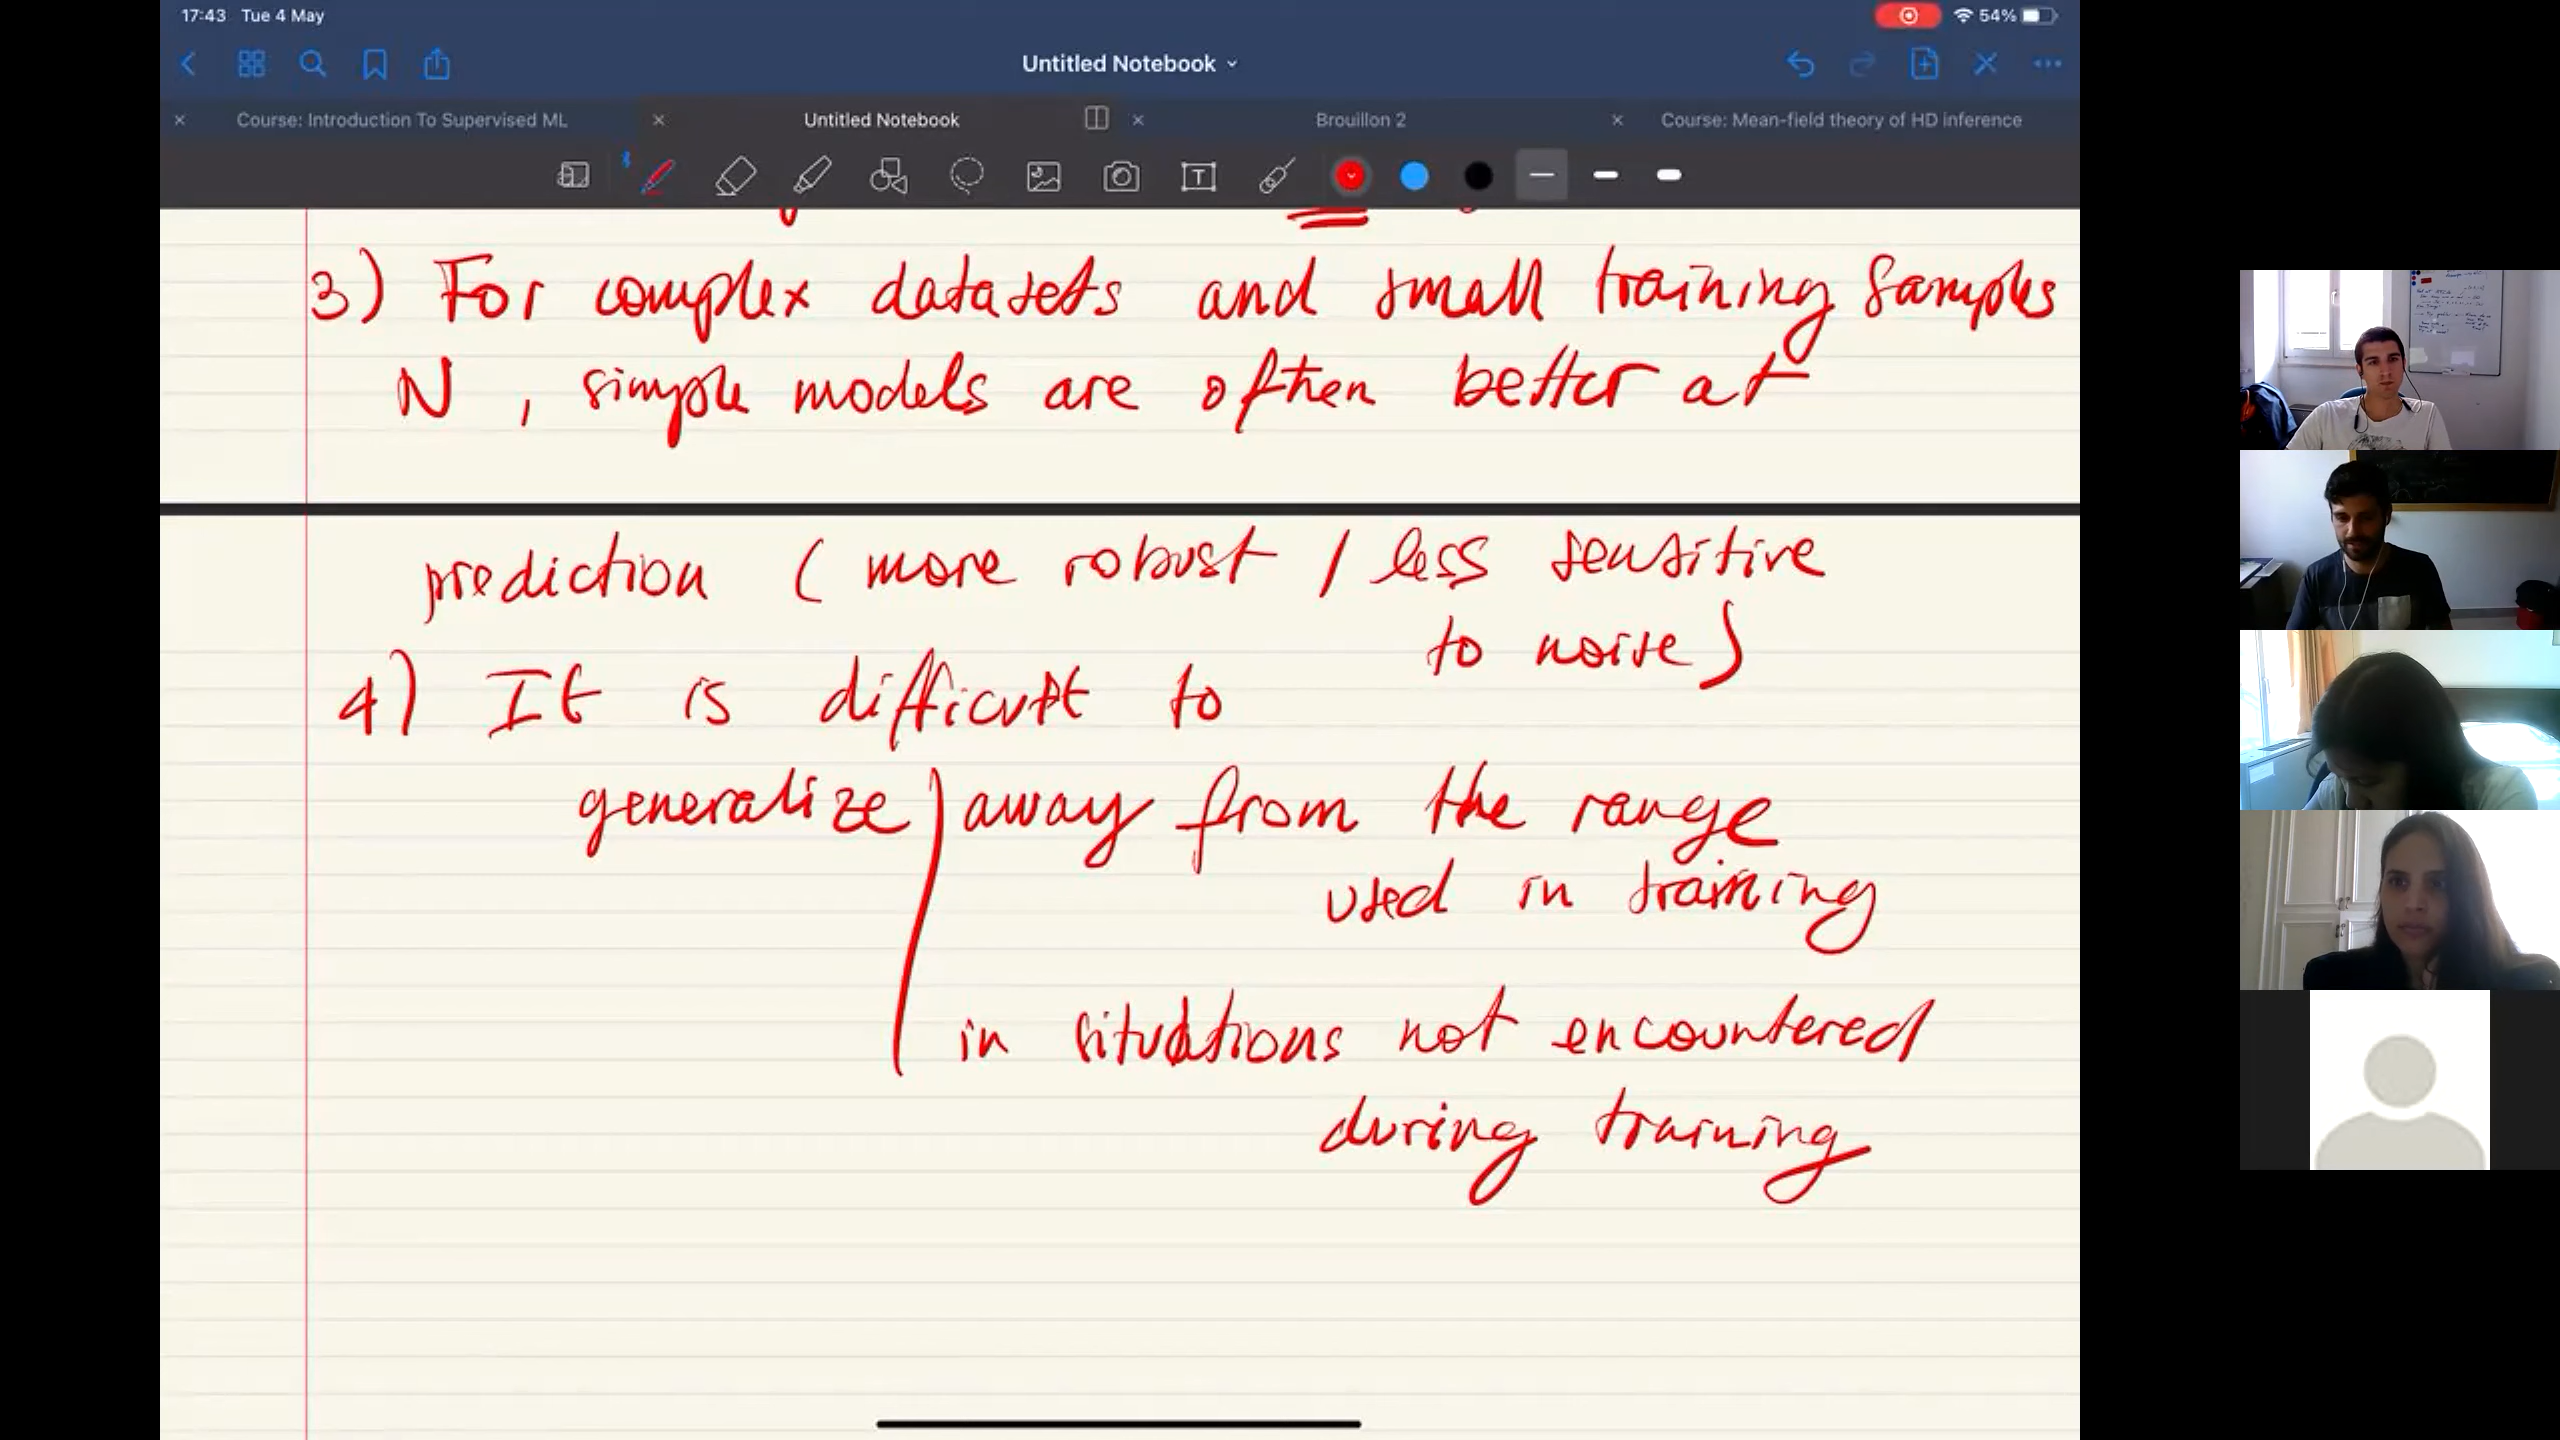 17:43 Tue 4 May
54%
Untitled Notebook
Course: Introduction To Supervised ML
Untitled Notebook
Brouillon 2
Course: Mean-field theory of HD inference
3) For complex datasets and small training samples
N , simple models are often better at
prediction ( more robust / less sensitive
to noise )
4) It is difficult to
generalize away from the range
used in training
in situations not encountered
during training